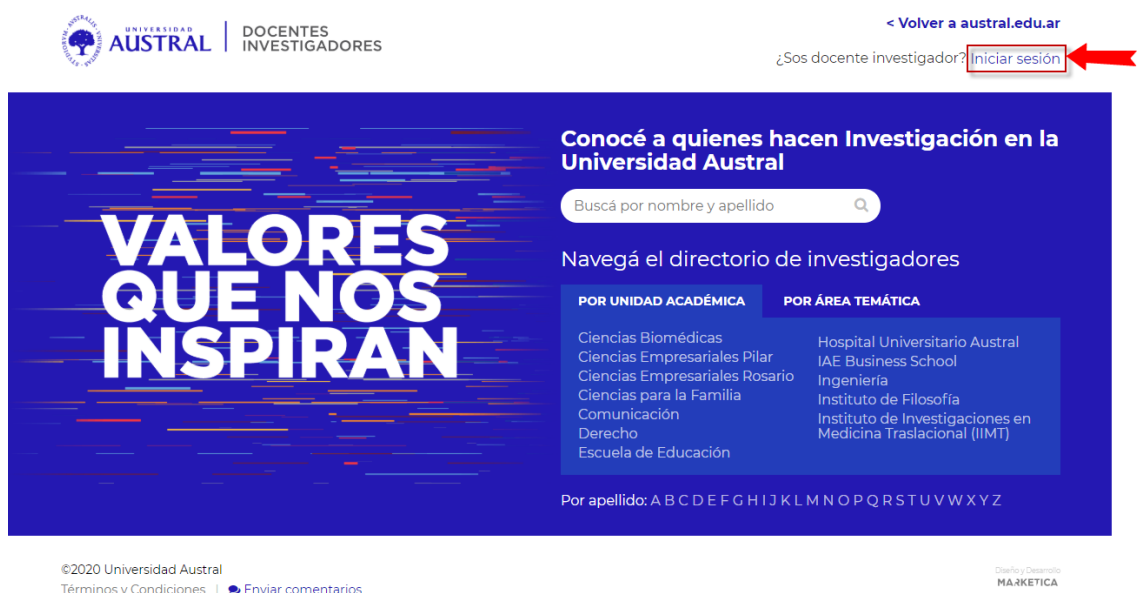 UNIVERSIDAD
AUSTRAL
DOCENTES
INVESTIGADORES
< Volver a austral.edu.ar
¿Sos docente investigador? Iniciar sesión
VALORES
QUE NOS
INSPIRAN
Conocé a quienes hacen Investigación en la
Universidad Austral
Buscá por nombre y apellido
Navegá el directorio de investigadores
POR UNIDAD ACADÉMICA
POR ÁREA TEMÁTICA
Ciencias Biomédicas
Ciencias Empresariales Pilar
Ciencias Empresariales Rosario
Ciencias para la Familia
Comunicación
Derecho
Escuela de Educación
Hospital Universitario Austral
IAE Business School
Ingeniería
Instituto de Filosofía
Instituto de Investigaciones en
Medicina Traslacional (IIMT)
Por apellido: A B C D E F G H I J K L M N O P Q R S T U V W X Y Z
©2020 Universidad Austral
Términos y Condiciones | Enviar comentarios
Diseño y Desarrollo
MARKETICA